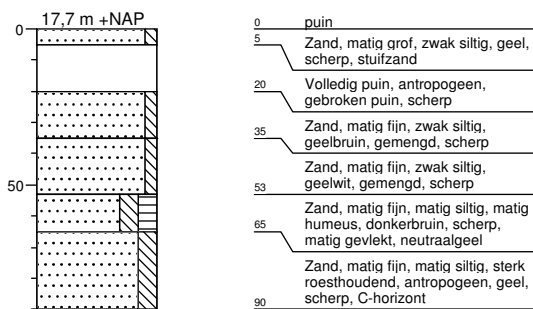 17,7 m +NAP
0
50
0 puin
5
Zand, matig grof, zwak siltig, geel,
scherp, stuifzand
20
Volledig puin, antropogeen,
gebroken puin, scherp
35
Zand, matig fijn, zwak siltig,
geelbruin, gemengd, scherp
Zand, matig fijn, zwak siltig,
geelwit, gemengd, scherp
53
Zand, matig fijn, matig siltig, matig
humeus, donkerbruin, scherp,
matig gevlekt, neutraalgeel
65
Zand, matig fijn, matig siltig, sterk
roesthoudend, antropogeen, geel,
scherp, C-horizont
90